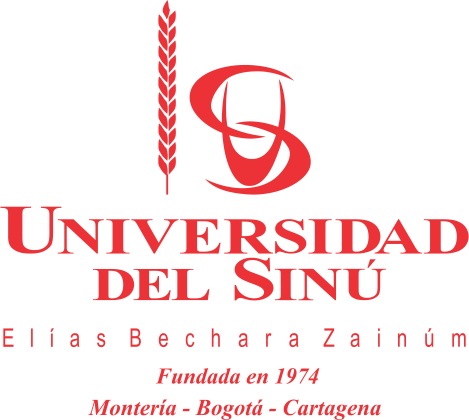 UNIVERSIDAD
DEL SINÚ
Elías Bechara Zainúm
Fundada en 1974
Montería - Bogotá - Cartagena